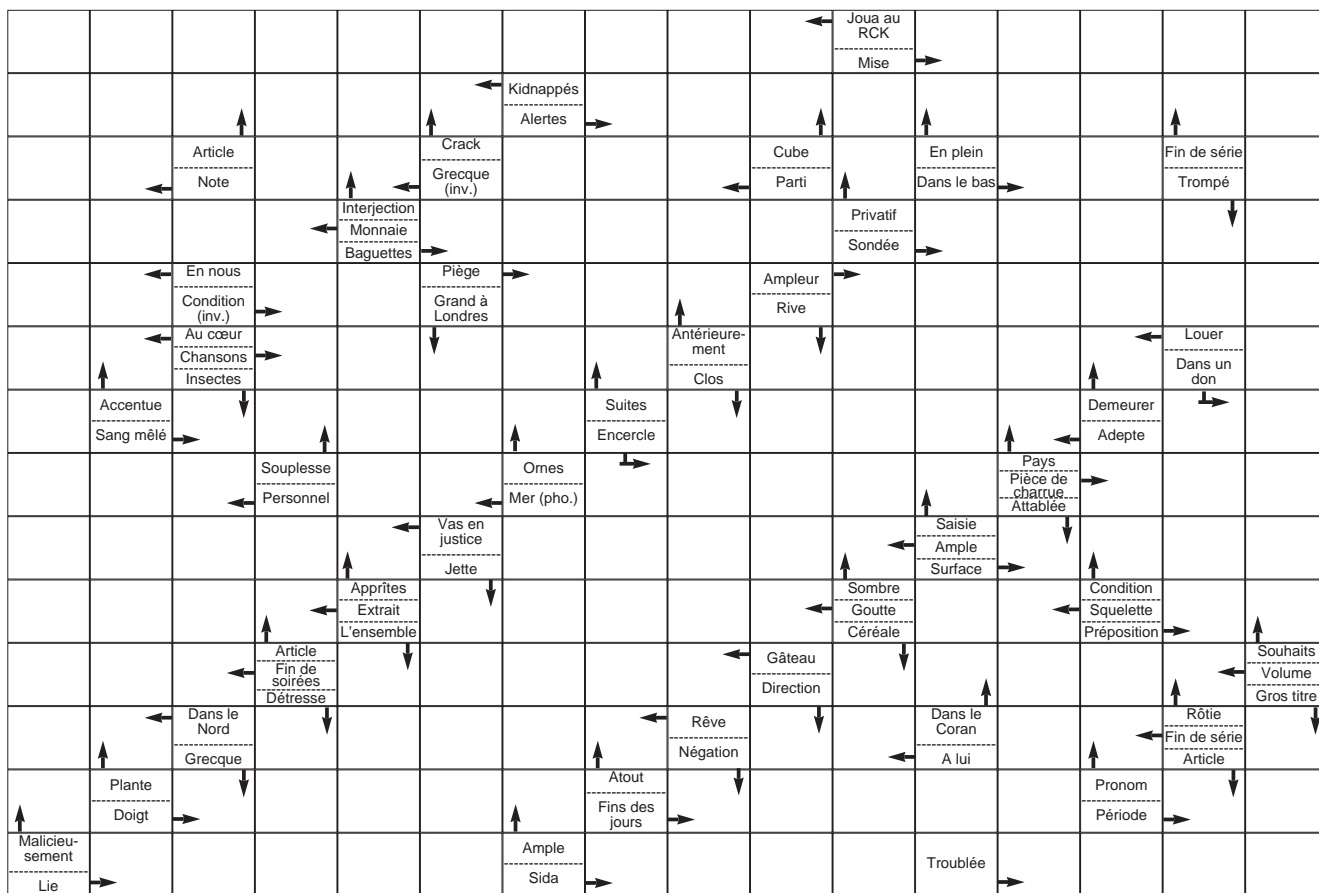 Joua au
RCK
Mise
Kidnappés
Alertes
Article
Note
Crack
Grecque
(inv.)
Cube
Parti
En plein
Dans le bas
Fin de série
Trompé
Interjection
Monnaie
Baguettes
Privatif
Sondée
En nous
Condition
(inv.)
Piège
Grand à
Londres
Ampleur
Rive
Au cœur
Chansons
Insectes
Antérieure-
ment
Clos
Louer
Dans un
don
Accentue
Sang mêlé
Suites
Encercle
Demeurer
Adepte
Souplesse
Personnel
Ornes
Mer (pho.)
Pays
Pièce de
charrue
Attablée
Vas en
justice
Jette
Saisie
Ample
Surface
Apprîtes
Extrait
L'ensemble
Sombre
Goutte
Céréale
Condition
Squelette
Préposition
Article
Fin de
soirées
Détresse
Gâteau
Direction
Souhaits
Volume
Gros titre
Dans le
Nord
Grecque
Rêve
Négation
Dans le
Coran
A lui
Rôtie
Fin de série
Article
Plante
Doigt
Atout
Fins des
jours
Pronom
Période
Malicieu-
sement
Lie
Ample
Sida
Troublée